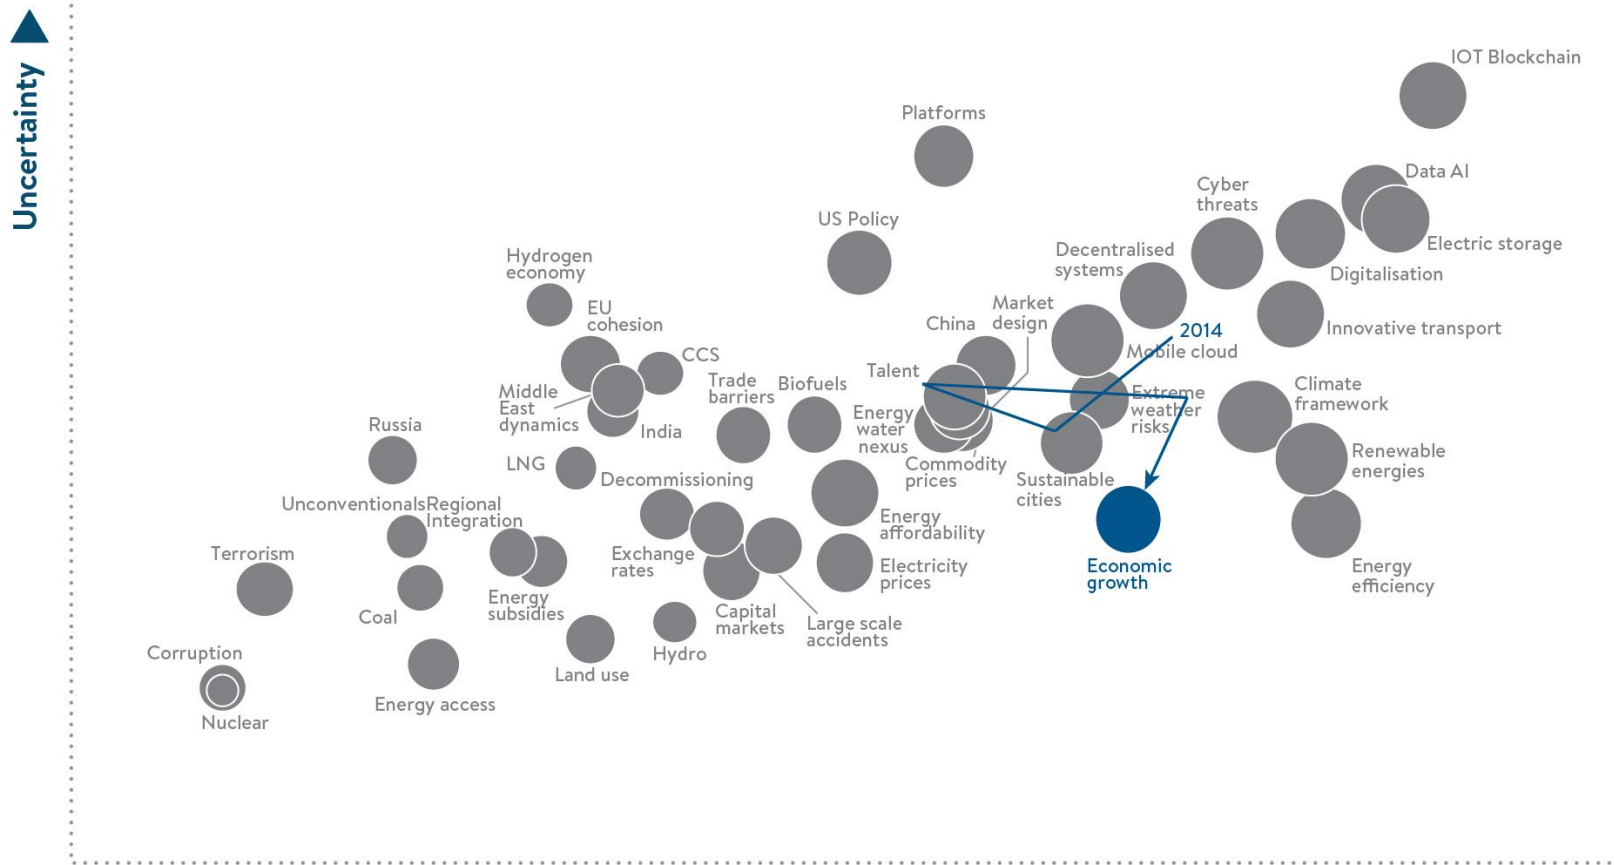 Uncertainty
IOT Blockchain
Platforms
Data AI
Cyber
threats
US Policy
Electric storage
Decentralised
systems
Hydrogen
economy
Digitalisation
Market
design
EU
cohesion
China
2014
Innovative transport
Mobile cloud
CCS
Talent
Trade
barriers
Biofuels
Middle
East
dynamics
Extreme
weather
risks
Climate
framework
Energy
water
nexus
Russia
India
Renewable
energies
LNG
Commodity
prices
Decommissioning
Sustainable
cities
Unconventionals
Regional
Integration
Energy
affordability
Terrorism
Exchange
rates
Electricity
prices
Economic
growth
Energy
efficiency
Energy
subsidies
Coal
Capital
markets
Large scale
accidents
Corruption
Hydro
Land use
Energy access
Nuclear